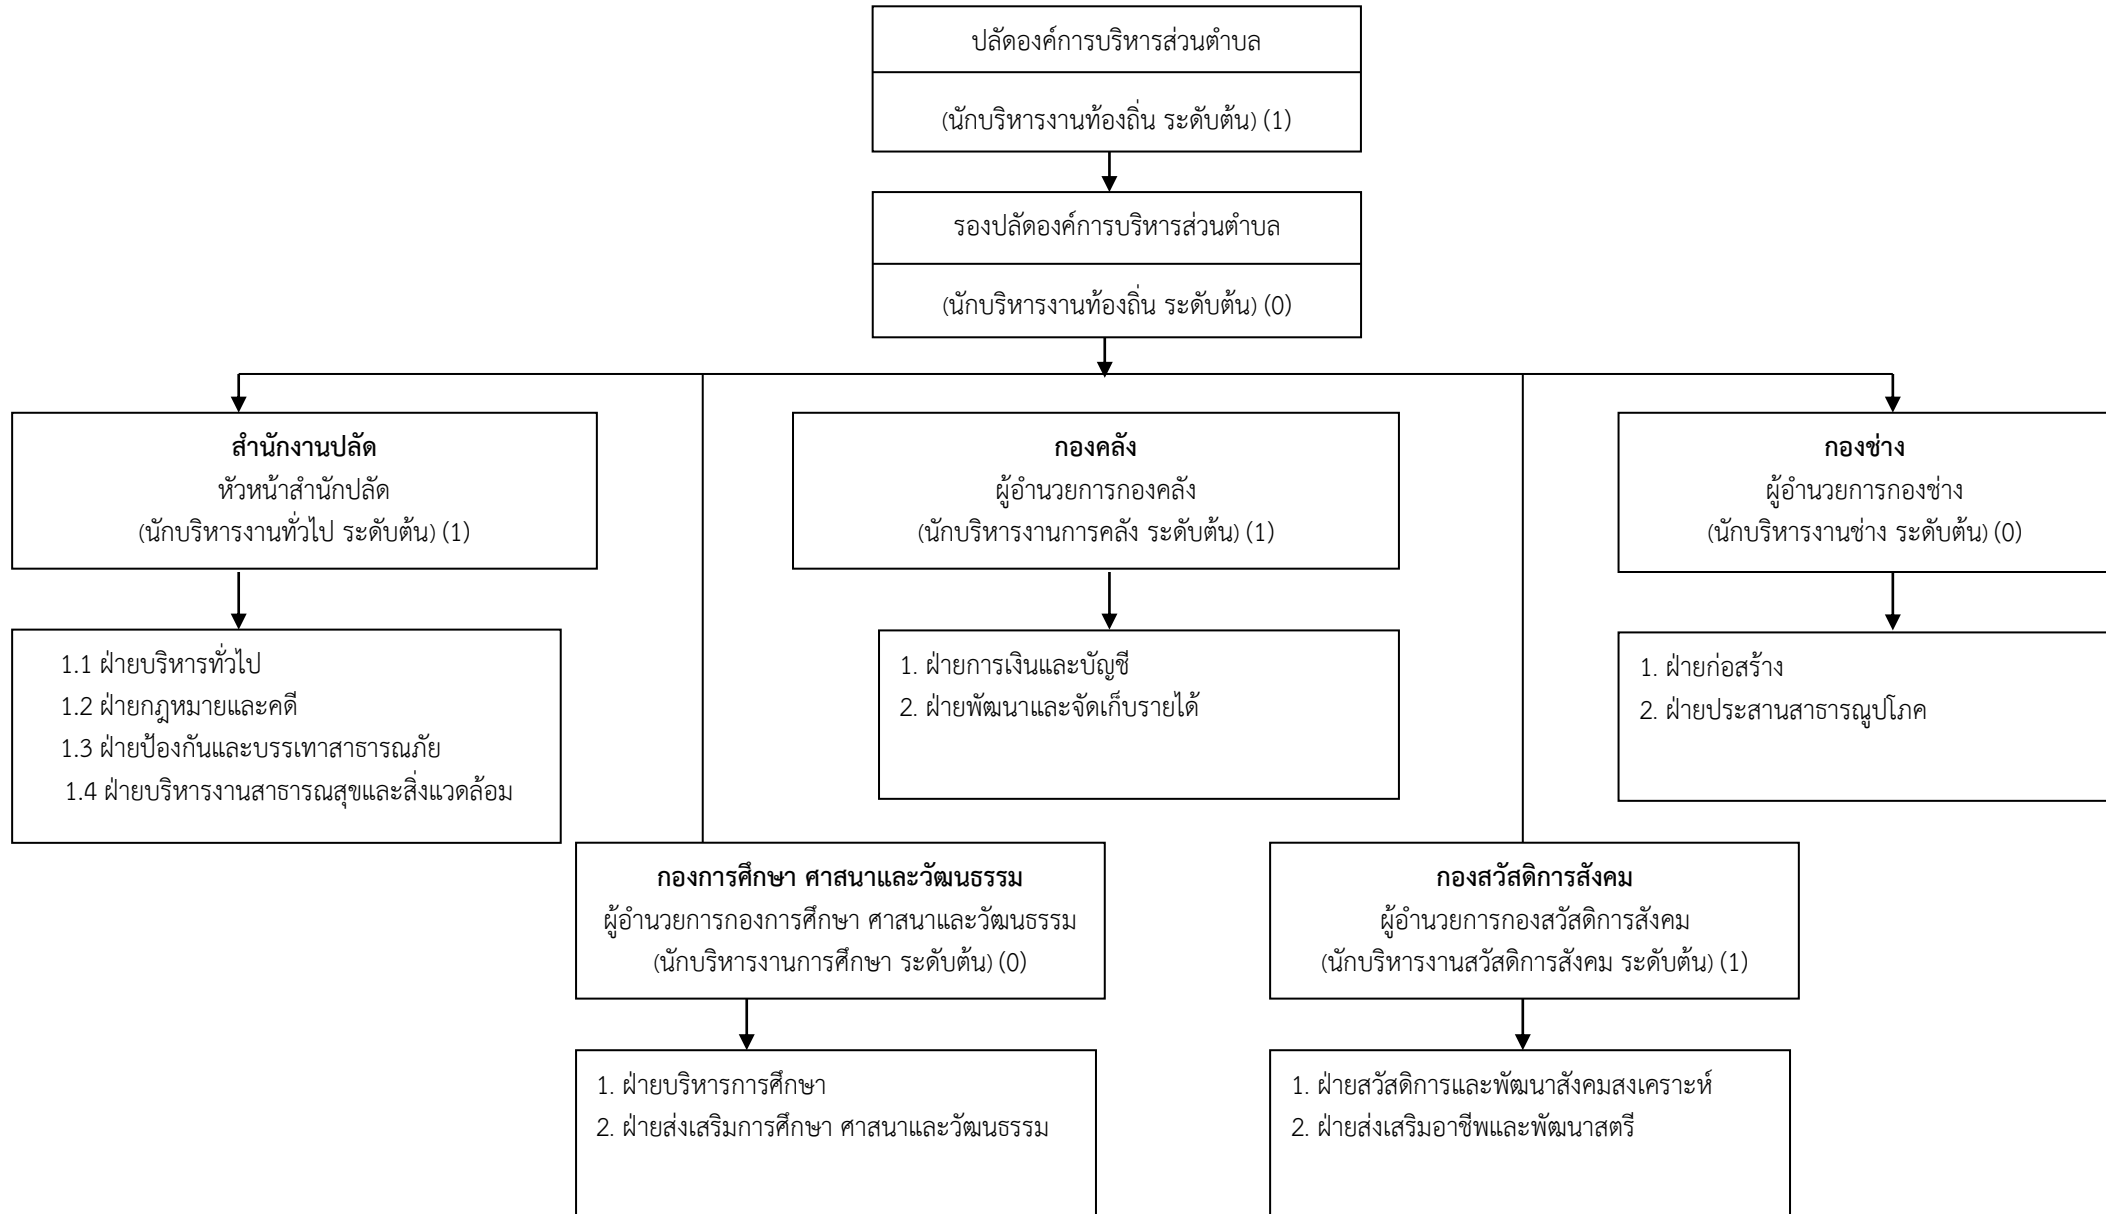 ปลัดองค์การบริหารส่วนตำบล
(นักบริหารงานท้องถิ่น ระดับต้น) (1)
รองปลัดองค์การบริหารส่วนตำบล
(นักบริหารงานท้องถิ่น ระดับต้น) (0)
สำนักงานปลัด
หัวหน้าสำนักปลัด
(นักบริหารงานทั่วไป ระดับต้น) (1)
กองคลัง
ผู้อำนวยการกองคลัง
(นักบริหารงานการคลัง ระดับต้น) (1)
กองช่าง
ผู้อำนวยการกองช่าง
(นักบริหารงานช่าง ระดับต้น) (0)
1.1 ฝ่ายบริหารทั่วไป
1.2 ฝ่ายกฎหมายและคดี
1.3 ฝ่ายป้องกันและบรรเทาสาธารณภัย
1.4 ฝ่ายบริหารงานสาธารณสุขและสิ่งแวดล้อม
1. ฝ่ายการเงินและบัญชี
2. ฝ่ายพัฒนาและจัดเก็บรายได้
1. ฝ่ายก่อสร้าง
2. ฝ่ายประสานสาธารณูปโภค
กองการศึกษา ศาสนาและวัฒนธรรม
ผู้อำนวยการกองการศึกษา ศาสนาและวัฒนธรรม
(นักบริหารงานการศึกษา ระดับต้น) (0)
กองสวัสดิการสังคม
ผู้อำนวยการกองสวัสดิการสังคม
(นักบริหารงานสวัสดิการสังคม ระดับต้น) (1)
1. ฝ่ายบริหารการศึกษา
2. ฝ่ายส่งเสริมการศึกษา ศาสนาและวัฒนธรรม
1. ฝ่ายสวัสดิการและพัฒนาสังคมสงเคราะห์
2. ฝ่ายส่งเสริมอาชีพและพัฒนาสตรี